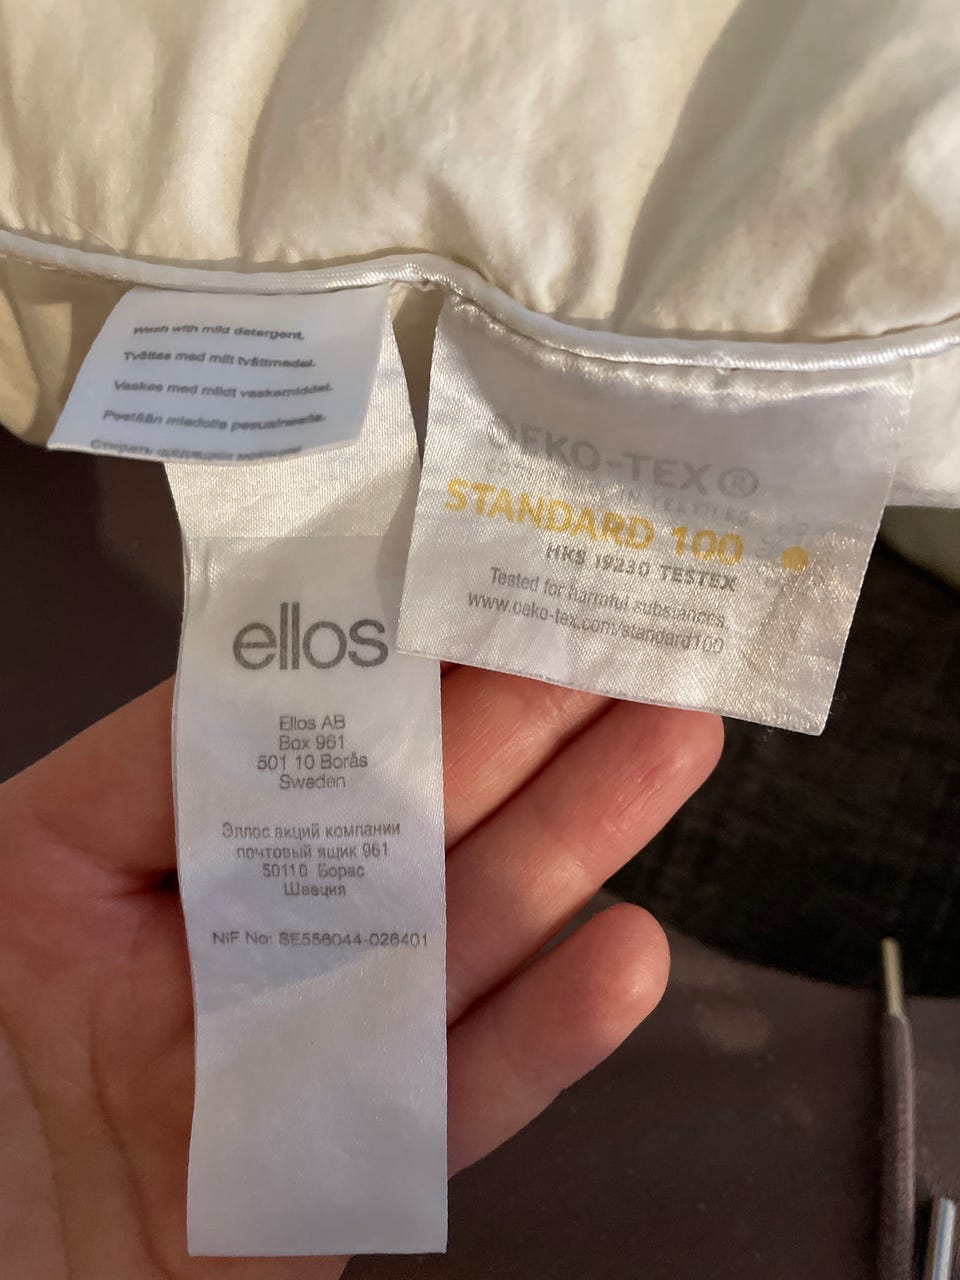 Wash with mild detergent.
Tvättas med milt tvättmedel.
Vaskes med mildt vaskemiddel.
Pestään miedolla pesuaineella.
ellos
Ellos AB
Box 961
501 10 Borås
Sweden
Эллос акций компании
почтовый ящик 961
50110 Борас
Швеция
NIF No: SE556044-026401
OEKO-TEX®
IN TEXTILES
STANDARD 100
HKS 19230 TESTEX
Tested for harmful substances
www.oeko-tex.com/standard100